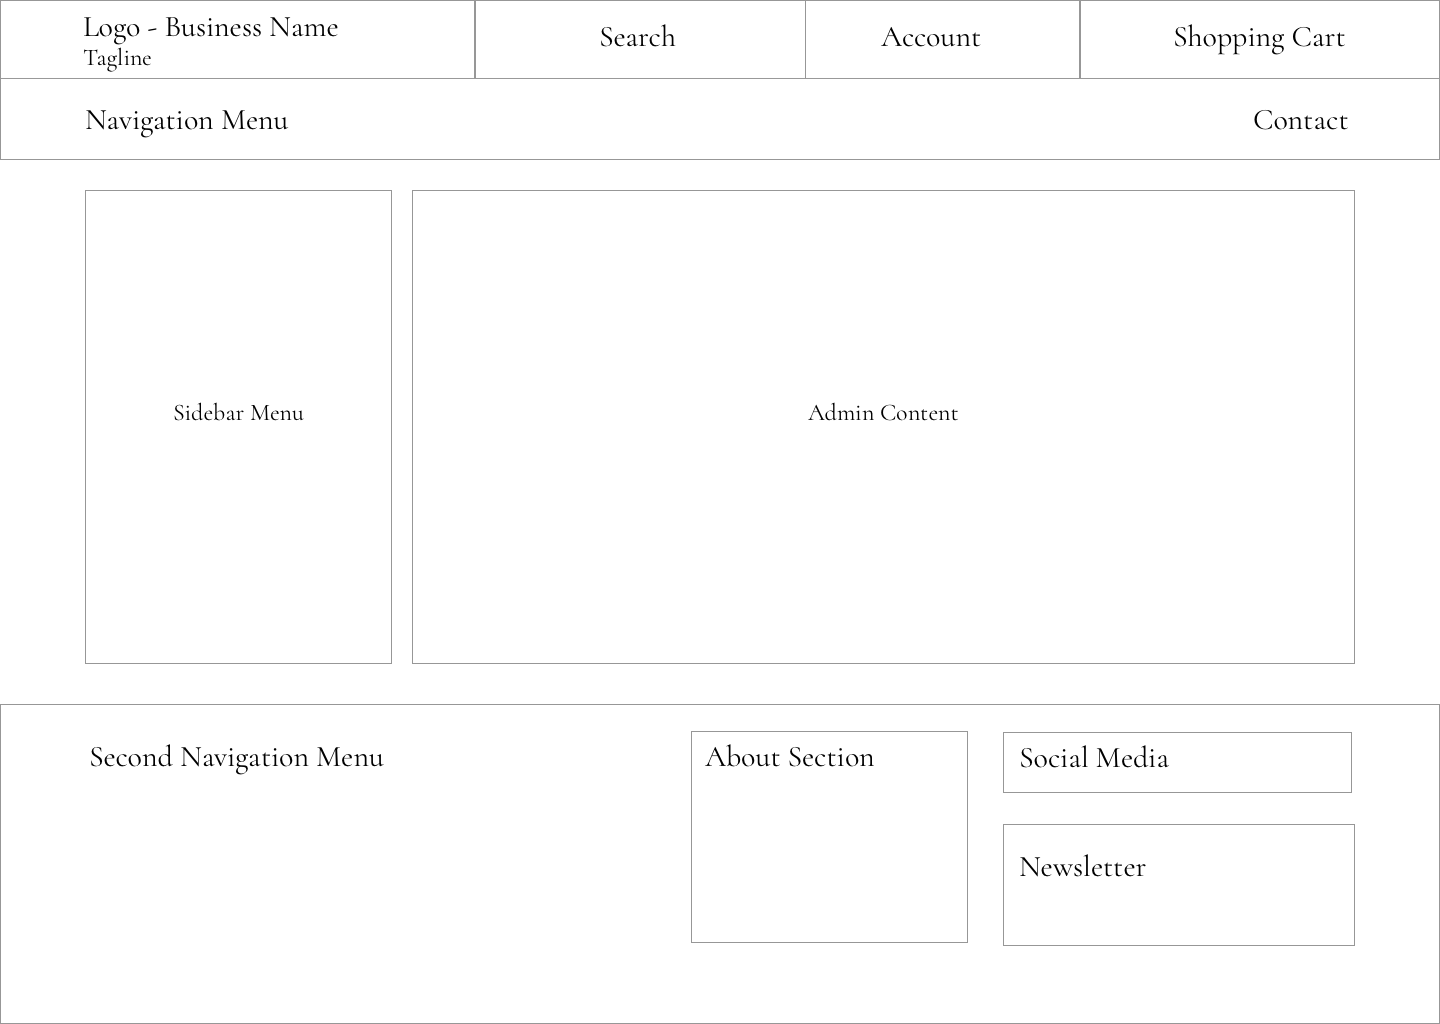 Logo - Business Name
Tagline
Search
Account
Shopping Cart
Navigation Menu
Contact
Sidebar Menu
Admin Content
Second Navigation Menu
About Section
Social Media
Newsletter